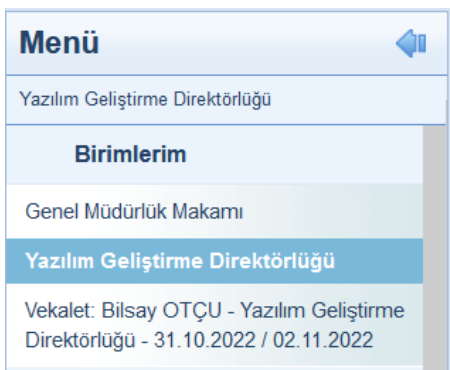 Menü
Yazılım Geliştirme Direktörlüğü
Birimlerim
Genel Müdürlük Makamı
Yazılım Geliştirme Direktörlüğü
Vekalet: Bilsay OTÇU - Yazılım Geliştirme
Direktörlüğü - 31.10.2022 / 02.11.2022